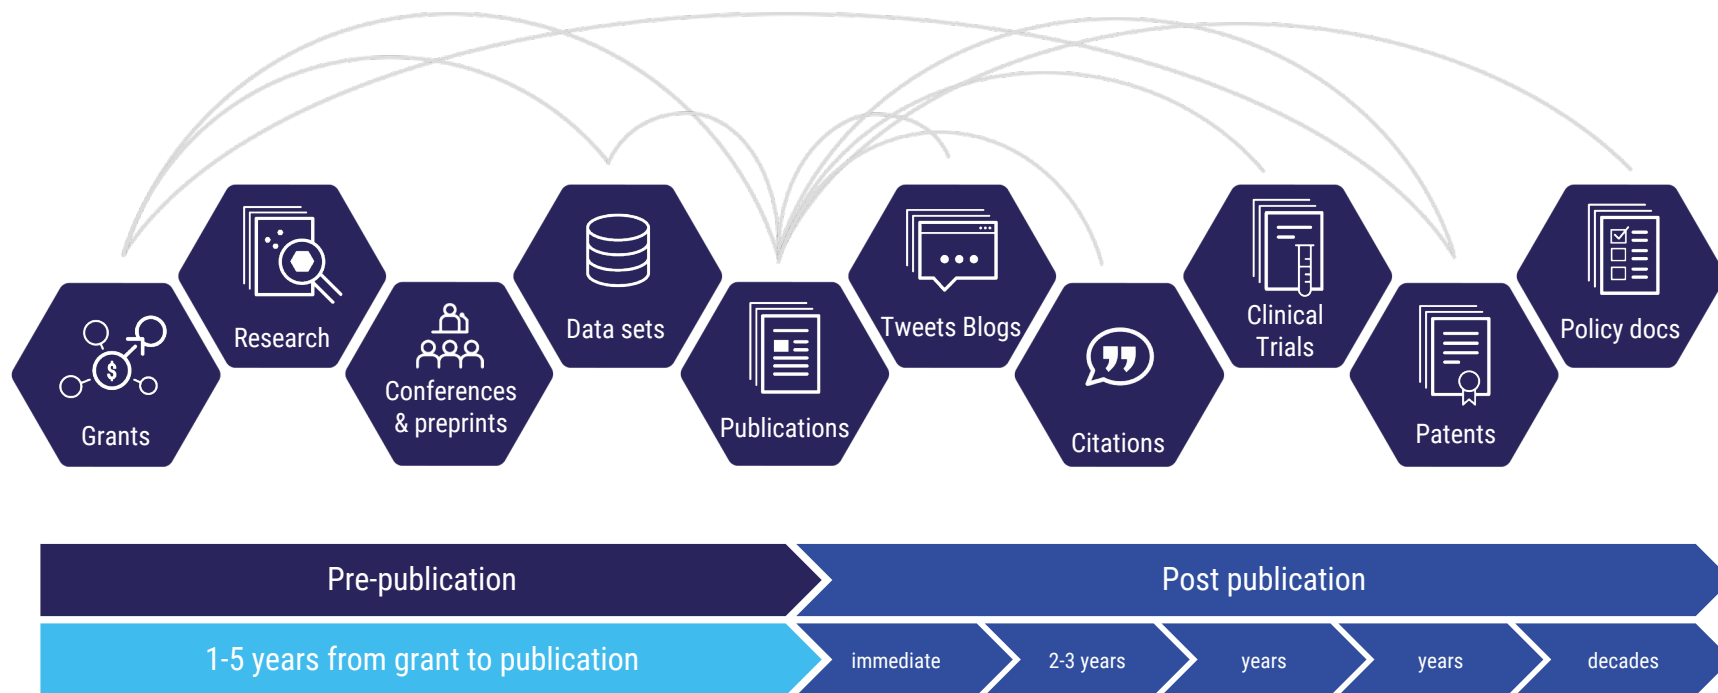 Grants
Research
Conferences
& preprints
Data sets
Publications
Tweets Blogs
Citations
Clinical
Trials
Patents
Policy docs
$
Pre-publication
Post publication
1-5 years from grant to publication
immediate
2-3 years
years
years
decades